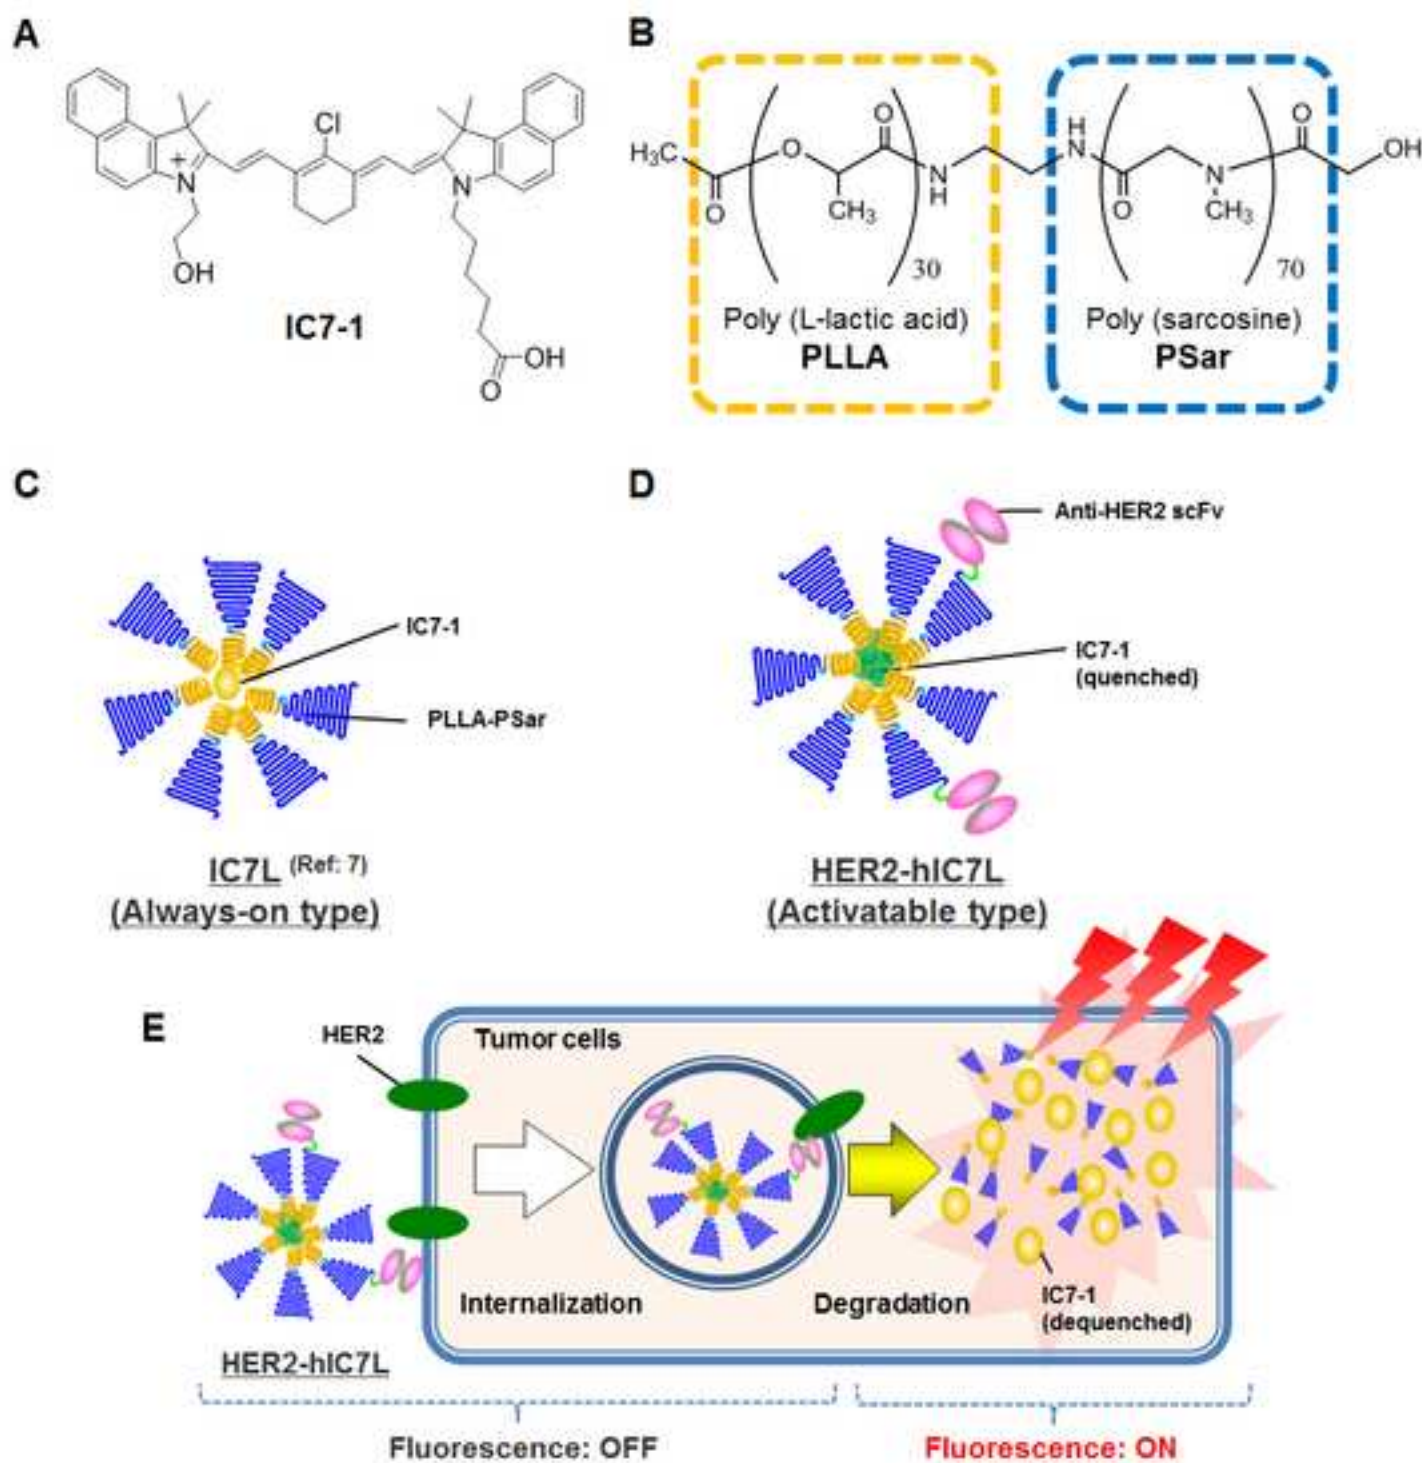 A
Cl
+
N
N
OH
OH
O
IC7-1
B
H3C
O
O
O
CH3
30
N
H
H
N
O
N
CH3
70
O
OH
Poly (L-lactic acid)
PLLA
Poly (sarcosine)
PSar
C
IC7-1
PLLA-PSar
IC7L (Ref: 7)
(Always-on type)
D
Anti-HER2 scFv
IC7-1
(quenched)
HER2-hIC7L
(Activatable type)
E
HER2
Tumor cells
Internalization
Degradation
IC7-1
(dequenched)
HER2-hIC7L
Fluorescence: OFF
Fluorescence: ON